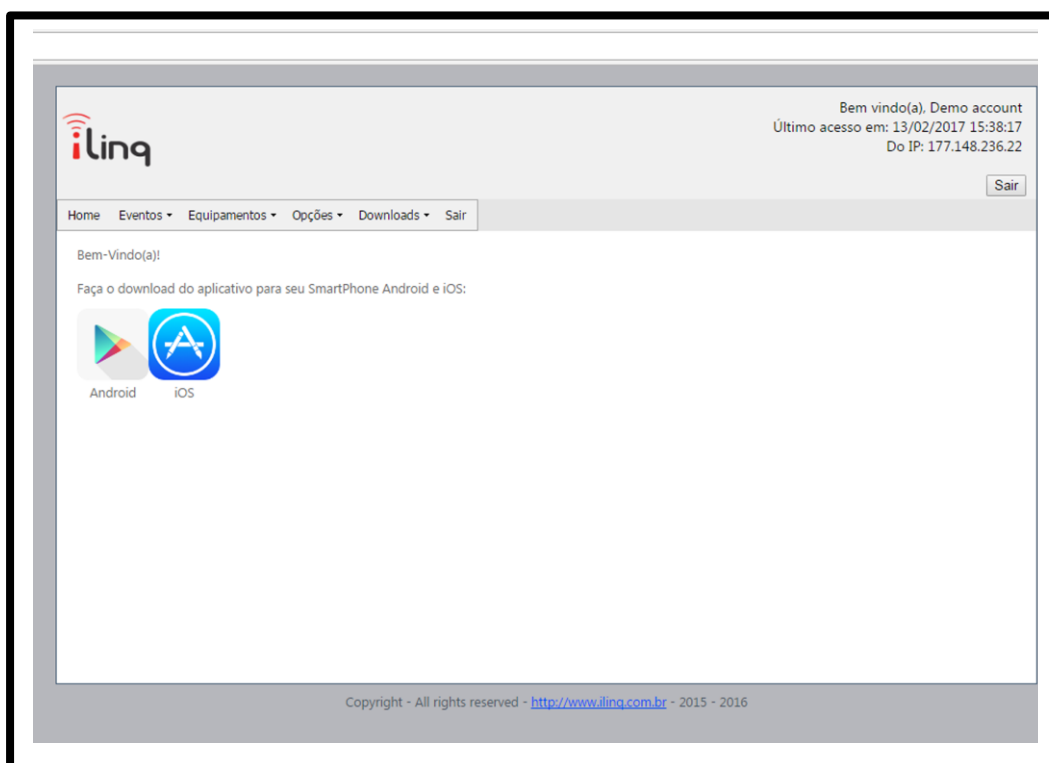 ilinq
Bem vindo(a), Demo account
Último acesso em: 13/02/2017 15:38:17
Do IP: 177.148.236.22
Sair
Home Eventos Equipamentos Opções Downloads Sair
Bem-Vindo(a)!
Faça o download do aplicativo para seu SmartPhone Android e iOS:
Android iOS
Copyright - All rights reserved - http://www.ilinq.com.br - 2015 - 2016